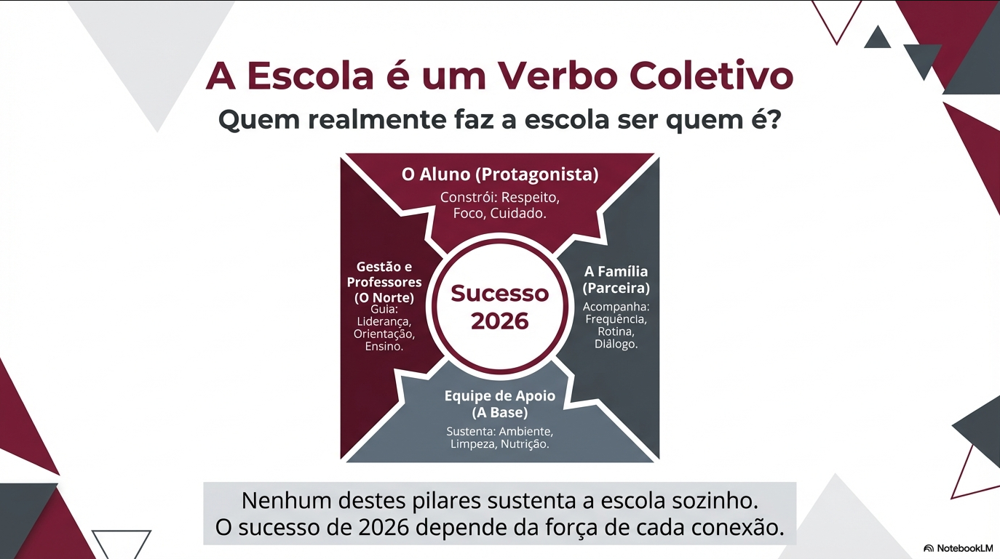 A Escola é um Verbo Coletivo
Quem realmente faz a escola ser quem é?
O Aluno (Protagonista)
Constrói: Respeito,
Foco, Cuidado.
Gestão e
Professores
(O Norte)
Guia:
Liderança,
Orientação,
Ensino.
Sucesso
2026
A Família
(Parceira)
Acompanha:
Frequência,
Rotina,
Diálogo.
Equipe de Apoio
(A Base)
Sustenta: Ambiente,
Limpeza, Nutrição.
Nenhum destes pilares sustenta a escola sozinho.
O sucesso de 2026 depende da força de cada conexão.
NotebookLM